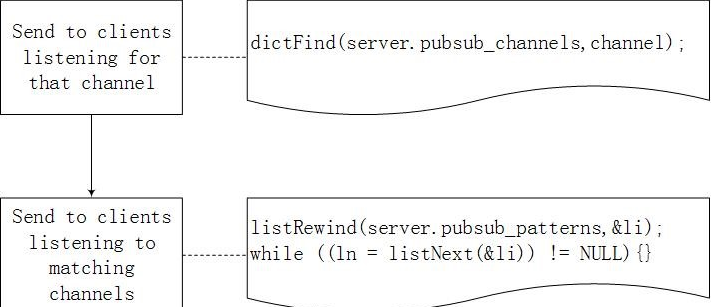 Send to clients
listening for
that channel
dictFind(server.pubsub_channels,channel);
Send to clients
listening to
matching
channels
listRewind(server.pubsub_patterns,&li);
while ((ln = listNext(&li)) != NULL){}